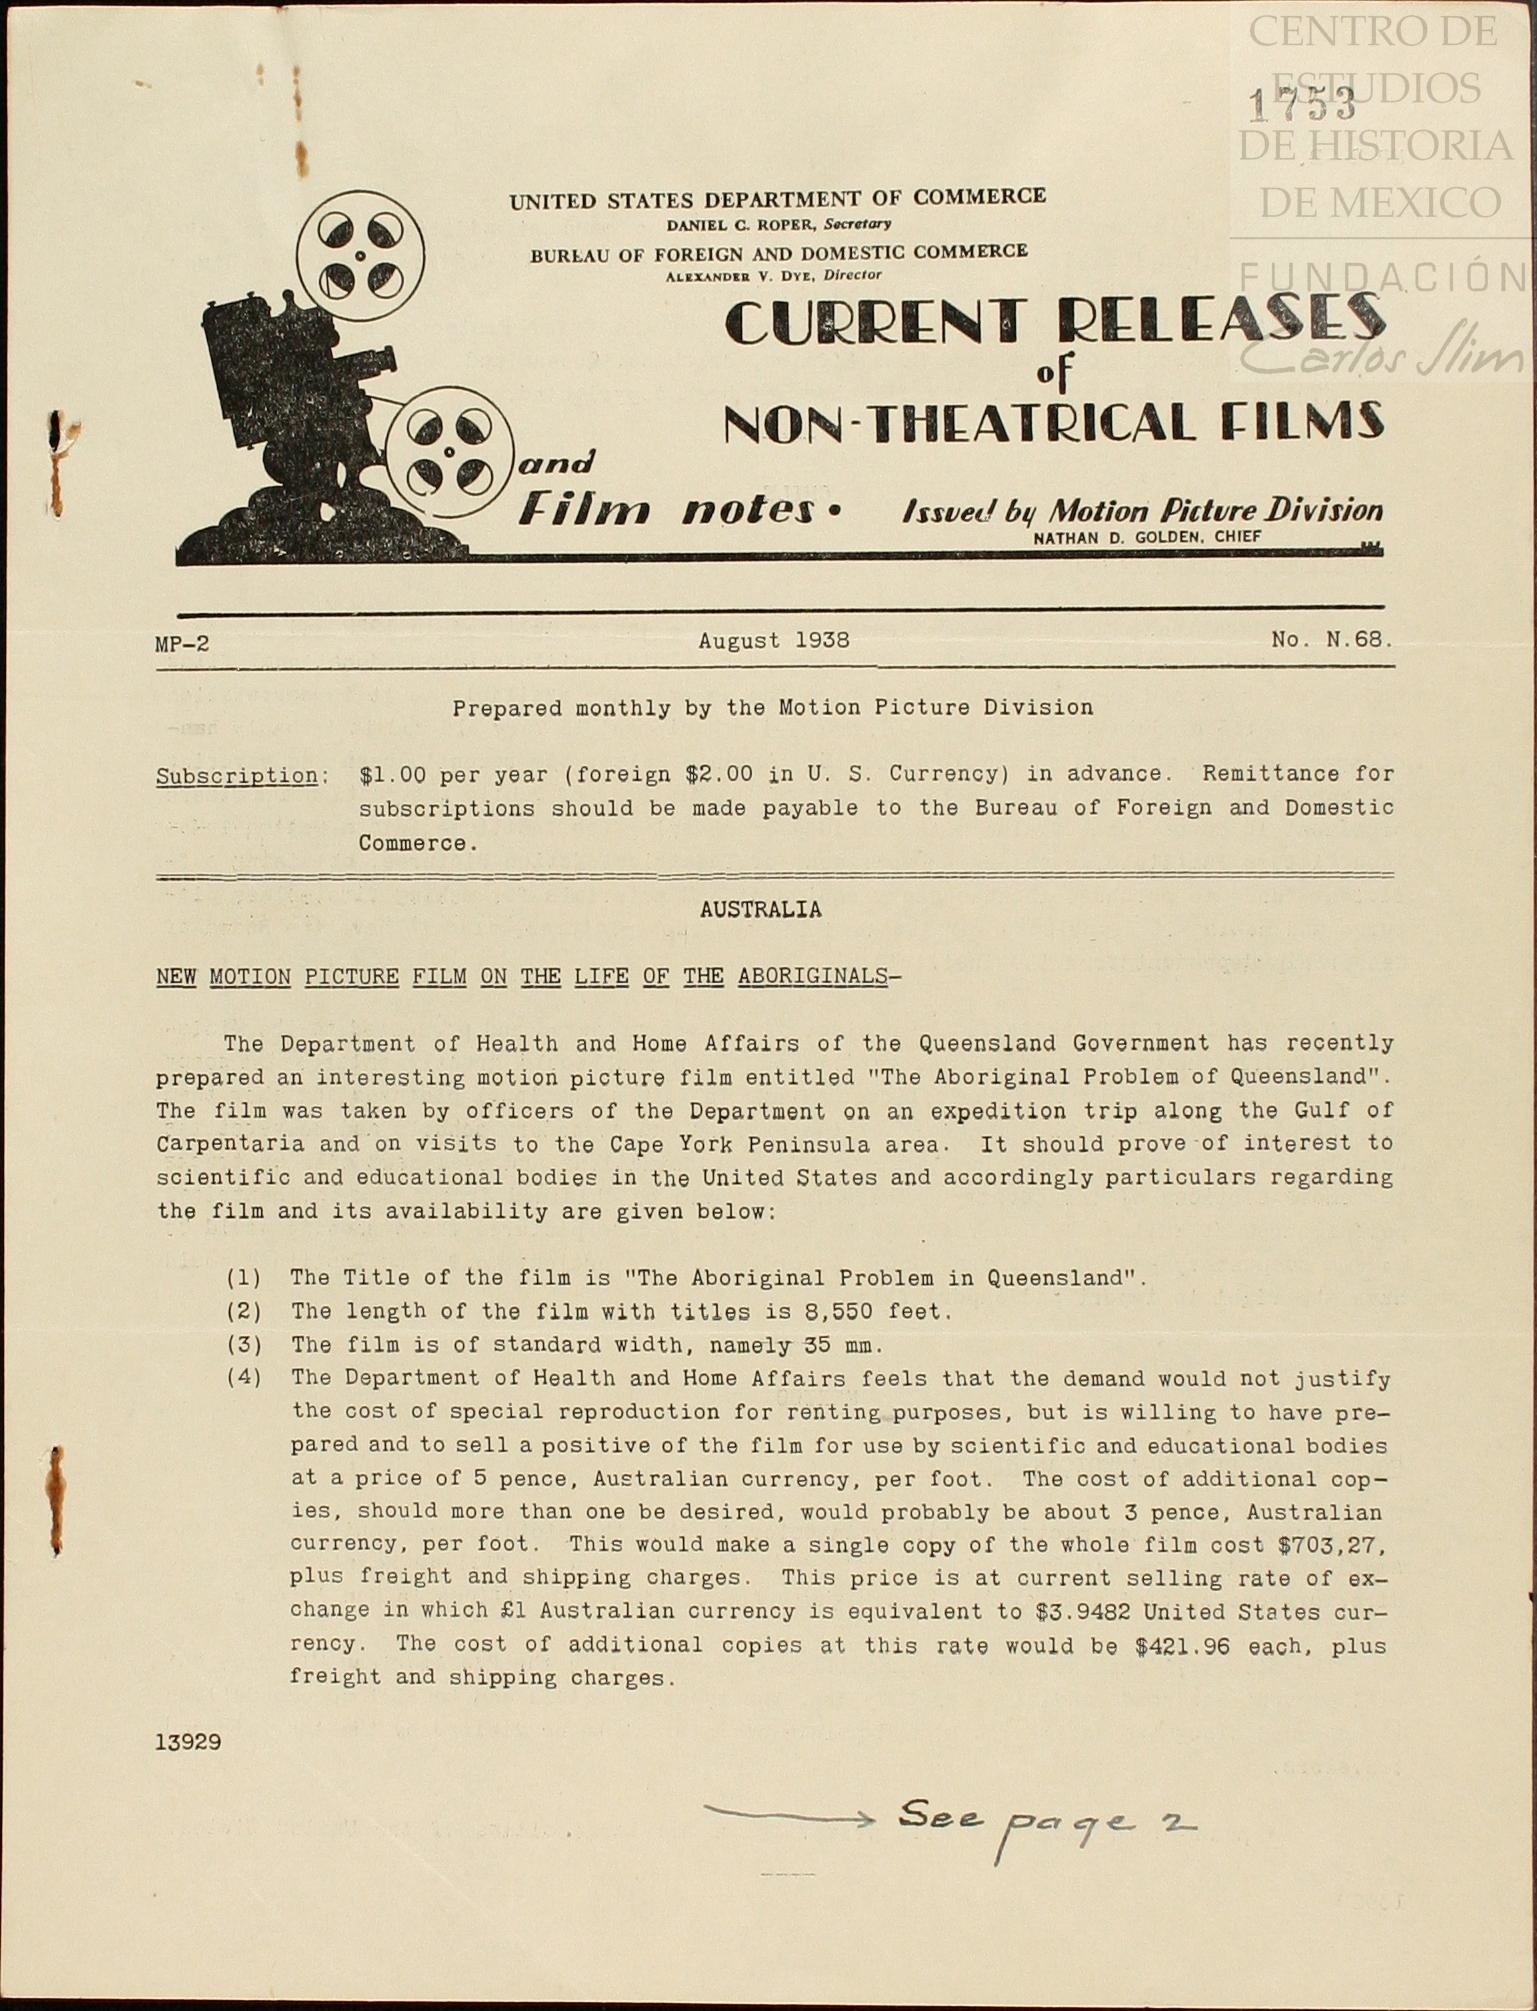 CENTRO DE
ESTUDIOS
1753
DE HISTORIA
DE MEXICO
FUNDACIÓN
Carlos Slim
UNITED STATES DEPARTMENT OF COMMERCE
DANIEL C. ROPER, Secretary
BUREAU OF FOREIGN AND DOMESTIC COMMERCE
ALEXANDER V. DYE, Director
CURRENT RELEASES
of
NON-THEATRICAL FILMS
and
Film notes • Issued by Motion Picture Division
NATHAN D. GOLDEN, CHIEF
MP-2 August 1938 No. N.68.
Prepared monthly by the Motion Picture Division
Subscription: $1.00 per year (foreign $2.00 in U. S. Currency) in advance. Remittance for
subscriptions should be made payable to the Bureau of Foreign and Domestic
Commerce.
AUSTRALIA
NEW MOTION PICTURE FILM ON THE LIFE OF THE ABORIGINALS-
The Department of Health and Home Affairs of the Queensland Government has recently
prepared an interesting motion picture film entitled "The Aboriginal Problem of Queensland".
The film was taken by officers of the Department on an expedition trip along the Gulf of
Carpentaria and on visits to the Cape York Peninsula area. It should prove of interest to
scientific and educational bodies in the United States and accordingly particulars regarding
the film and its availability are given below:
(1) The Title of the film is "The Aboriginal Problem in Queensland".
(2) The length of the film with titles is 8,550 feet.
(3) The film is of standard width, namely 35 mm.
(4) The Department of Health and Home Affairs feels that the demand would not justify
the cost of special reproduction for renting purposes, but is willing to have pre-
pared and to sell a positive of the film for use by scientific and educational bodies
at a price of 5 pence, Australian currency, per foot. The cost of additional cop-
ies, should more than one be desired, would probably be about 3 pence, Australian
currency, per foot. This would make a single copy of the whole film cost $703,27,
plus freight and shipping charges. This price is at current selling rate of ex-
change in which £1 Australian currency is equivalent to $3.9482 United States cur-
rency. The cost of additional copies at this rate would be $421.96 each, plus
freight and shipping charges.
13929
→ See page 2